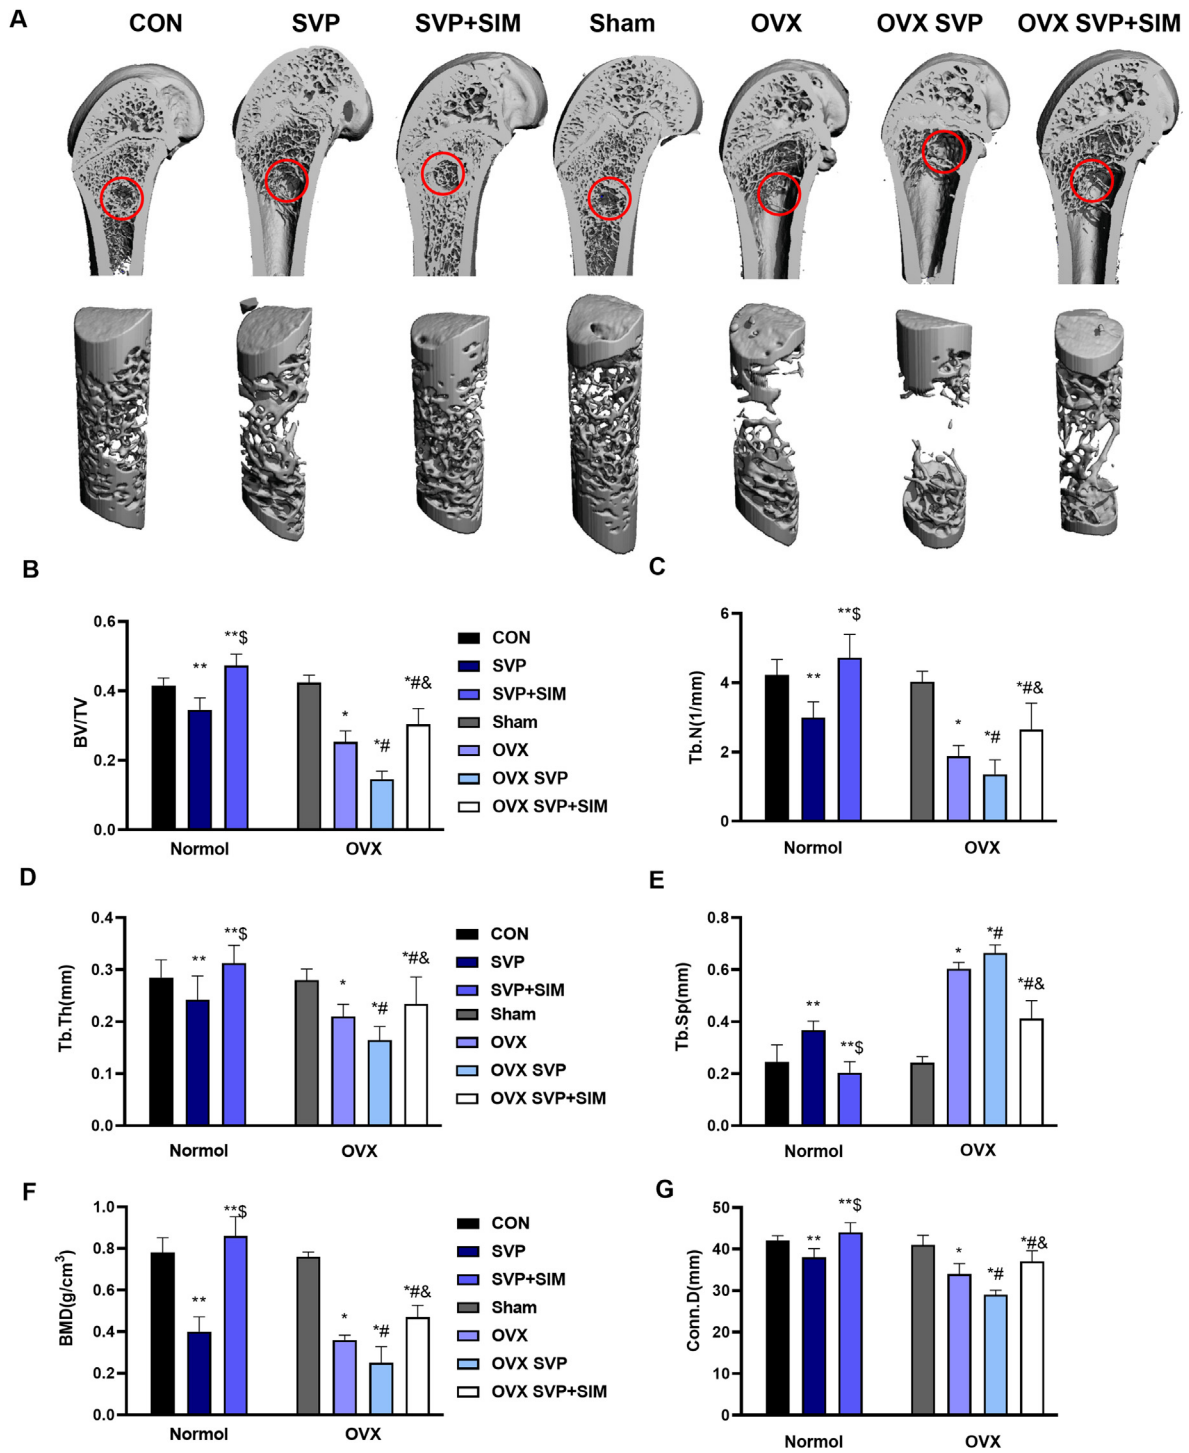 A
CON SVP SVP+SIM Sham OVX OVX SVP OVX SVP+SIM
B
BV/TV
0.6
0.4
0.2
0.0
**
**$
*
*#
*#&
Normol OVX
CON
SVP
SVP+SIM
Sham
OVX
OVX SVP
OVX SVP+SIM
C
Tb.N(1/mm)
6
4
2
0
**
**$
*
*#
*#&
Normol OVX
D
Tb.Th(mm)
0.4
0.3
0.2
0.1
0.0
**
**$
*
*#
*#&
Normol OVX
CON
SVP
SVP+SIM
Sham
OVX
OVX SVP
OVX SVP+SIM
E
Tb.Sp(mm)
0.8
0.6
0.4
0.2
0.0
**
**$
*
*#
*#&
Normol OVX
F
BMD(g/cm³)
1.0
0.8
0.6
0.4
0.2
0.0
**
**$
*
*#
*#&
Normol OVX
CON
SVP
SVP+SIM
Sham
OVX
OVX SVP
OVX SVP+SIM
G
Conn.D(mm)
50
40
30
20
10
0
**
**$
*
*#
*#&
Normol OVX